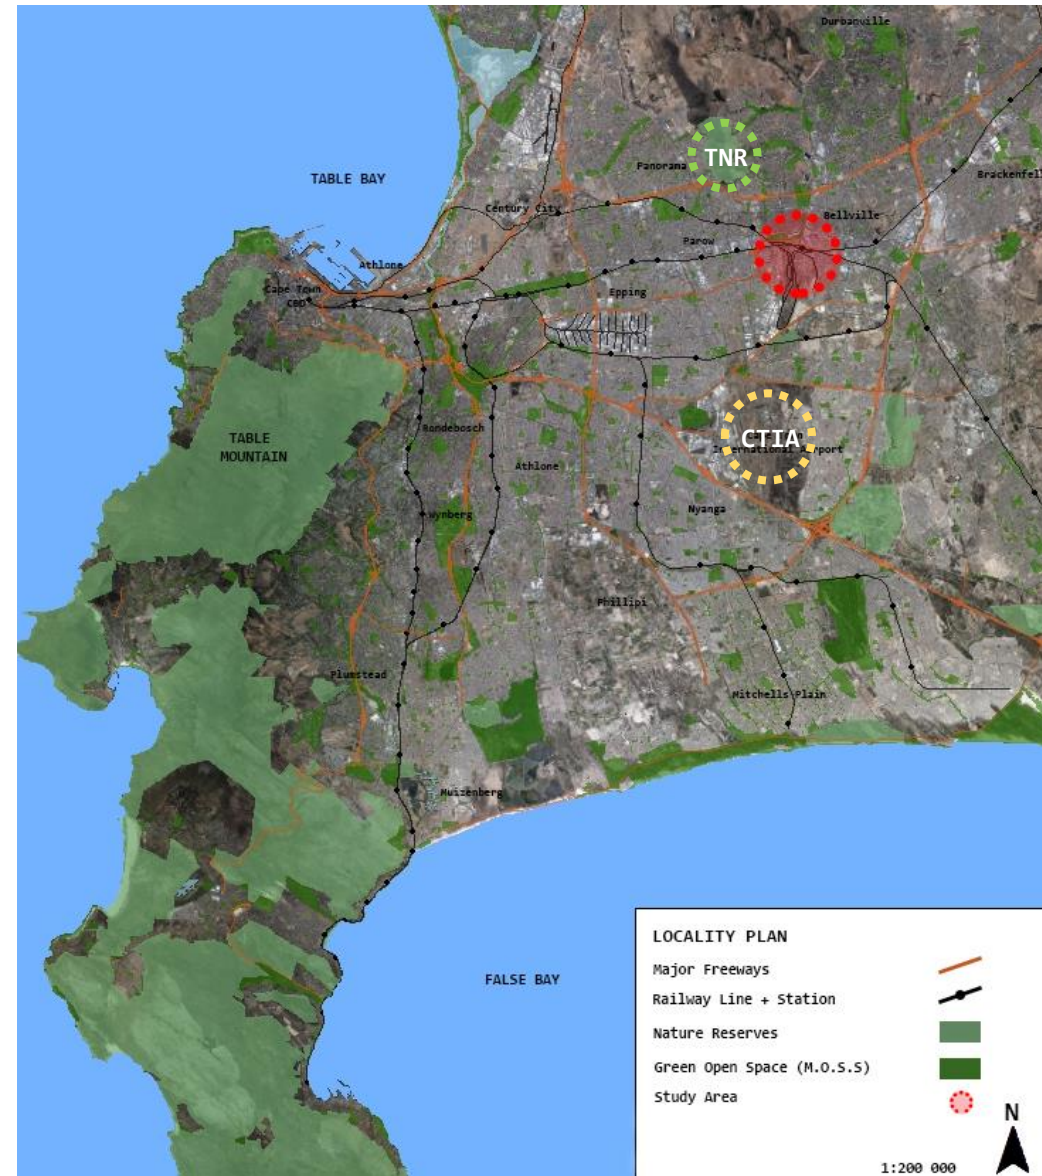 Durbanville
TNR
Panorama
Brackenfell
TABLE BAY
Century City
Bellville
Parow
Athlone
Cape Town
CBD
Epping
TABLE
MOUNTAIN
Rondebosch
CTIA
International Airport
Athlone
Wynberg
Nyanga
Phillipi
Plumstead
Mitchells Plain
Muizenberg
FALSE BAY
LOCALITY PLAN
Major Freeways
Railway Line + Station
Nature Reserves
Green Open Space (M.O.S.S)
Study Area
N
1:200 000